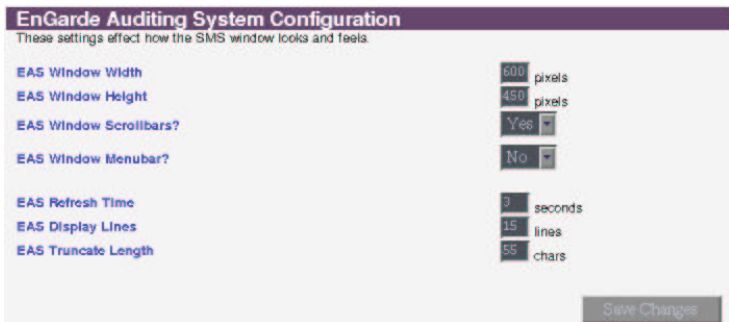 EnGarde Auditing System Configuration
These settings effect how the SMS window looks and feels.
EAS Window Width 600 pixels
EAS Window Height 450 pixels
EAS Window Scrollbars? Yes
EAS Window Menubar? No
EAS Refresh Time 3 seconds
EAS Display Lines 15 lines
EAS Truncate Length 55 chars
Save Changes